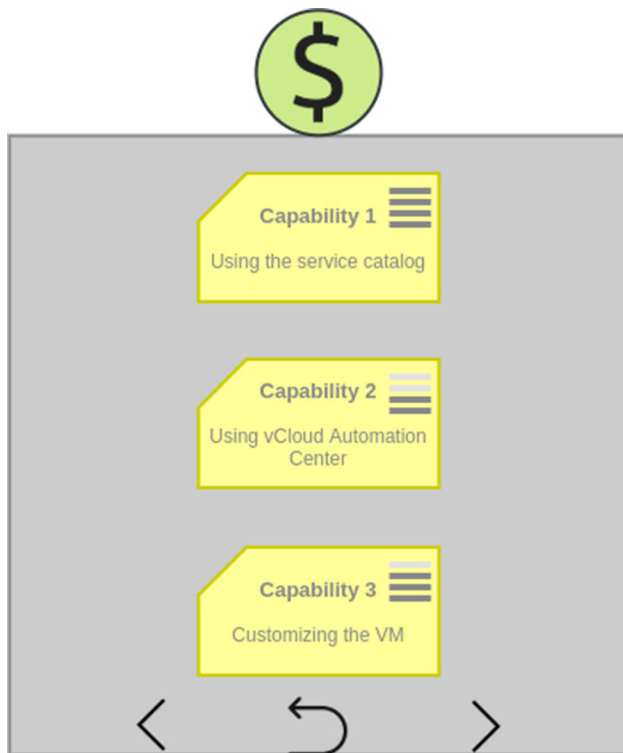 $
Capability 1
Using the service catalog
Capability 2
Using vCloud Automation
Center
Capability 3
Customizing the VM